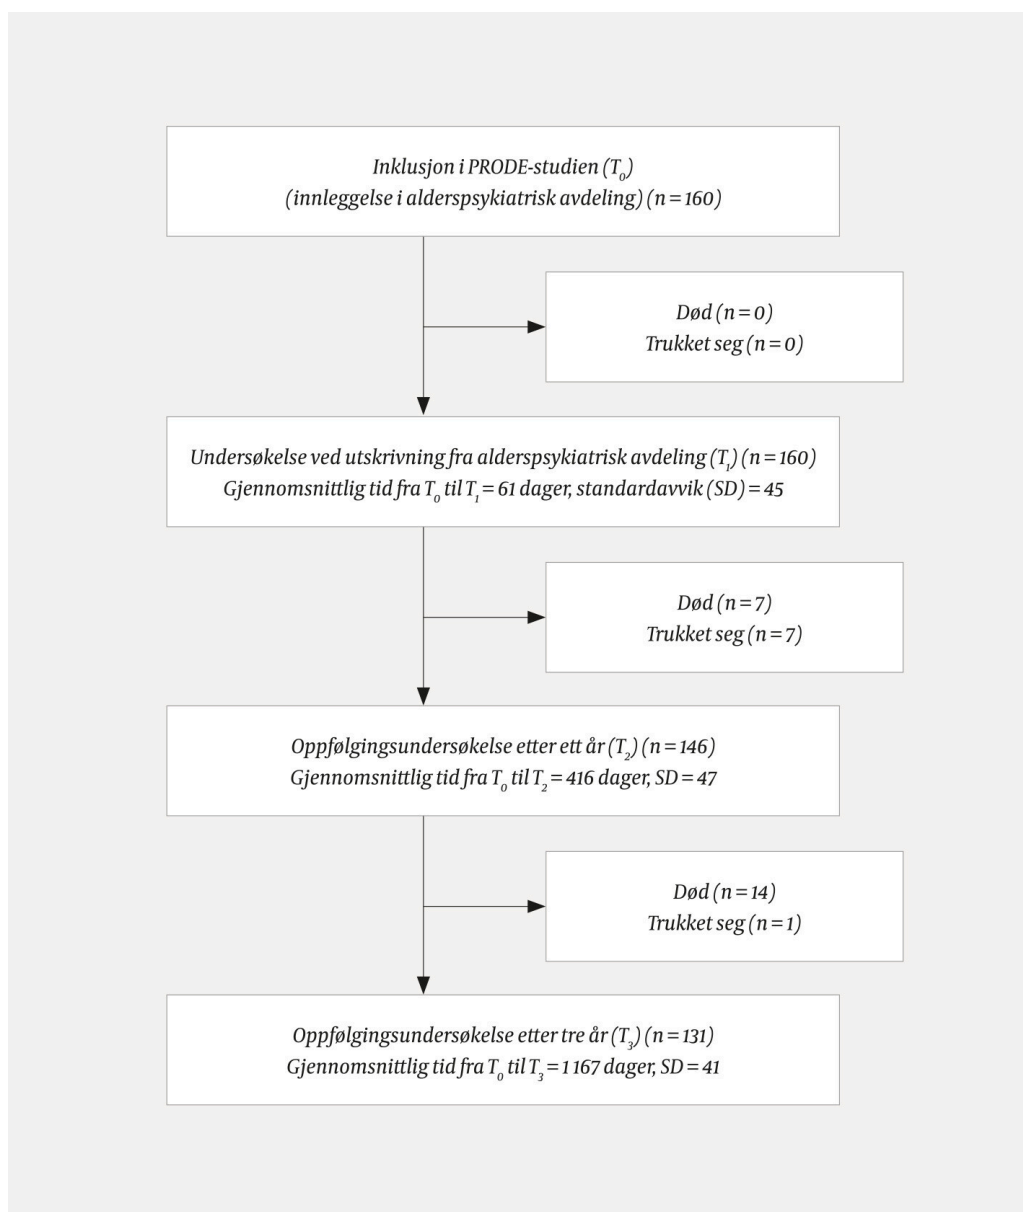 Inklusjon i PRODE-studien (T₀)
(innleggelse i alderspsykiatrisk avdeling) (n = 160)
Død (n = 0)
Trukket seg (n = 0)
Undersøkelse ved utskrivning fra alderspsykiatrisk avdeling (T₁) (n = 160)
Gjennomsnittlig tid fra T₀ til T₁ = 61 dager, standardavvik (SD) = 45
Død (n = 7)
Trukket seg (n = 7)
Oppfølgingsundersøkelse etter ett år (T₂) (n = 146)
Gjennomsnittlig tid fra T₀ til T₂ = 416 dager, SD = 47
Død (n = 14)
Trukket seg (n = 1)
Oppfølgingsundersøkelse etter tre år (T₃) (n = 131)
Gjennomsnittlig tid fra T₀ til T₃ = 1 167 dager, SD = 41